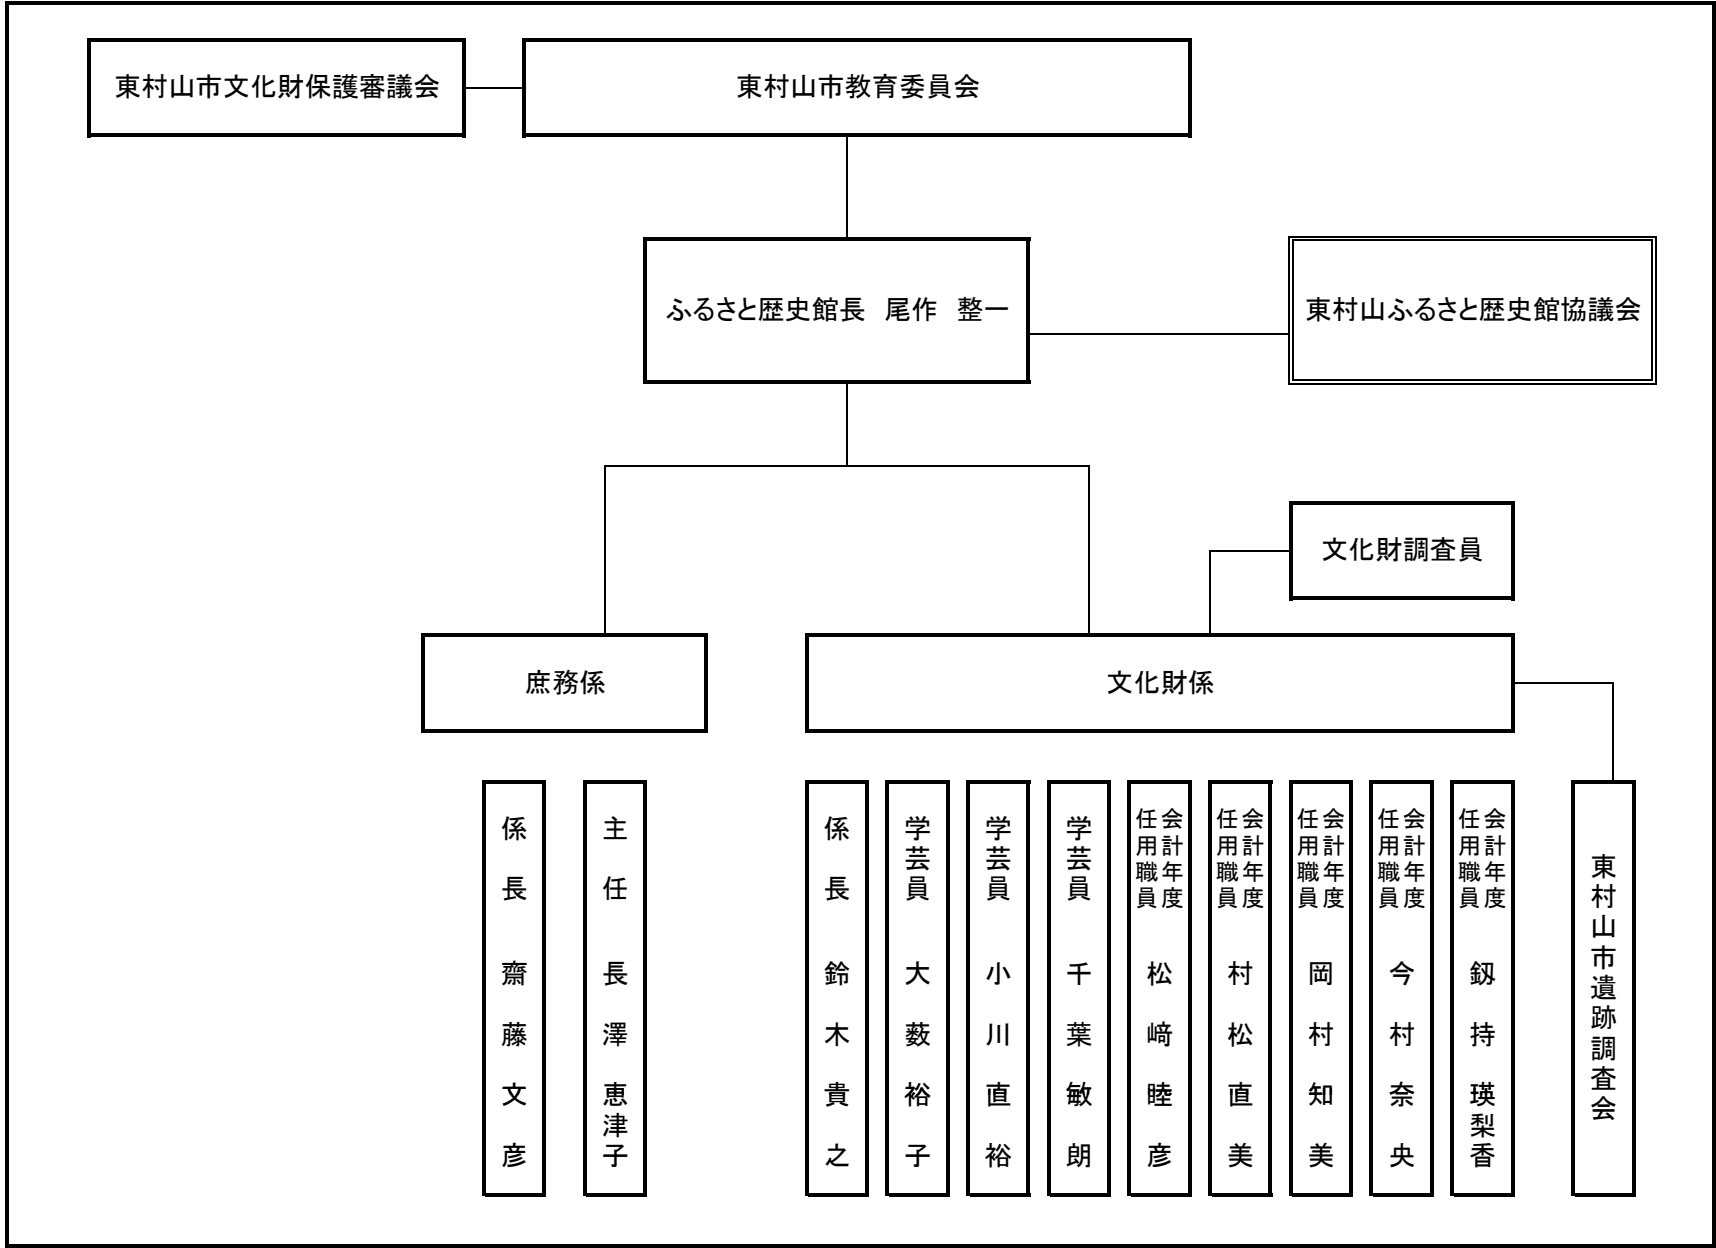 東村山市文化財保護審議会
東村山市教育委員会
ふるさと歴史館長　尾作　整一
東村山ふるさと歴史館協議会
文化財調査員
庶務係
文化財係
係長　齋藤文彦
主任　長澤恵津子
係長　鈴木貴之
学芸員　大薮裕子
学芸員　小川直裕
学芸員　千葉敏朗
会計年度
任用職員　松﨑睦彦
会計年度
任用職員　村松直美
会計年度
任用職員　岡村知美
会計年度
任用職員　今村奈央
会計年度
任用職員　釼持瑛梨香
東村山市遺跡調査会